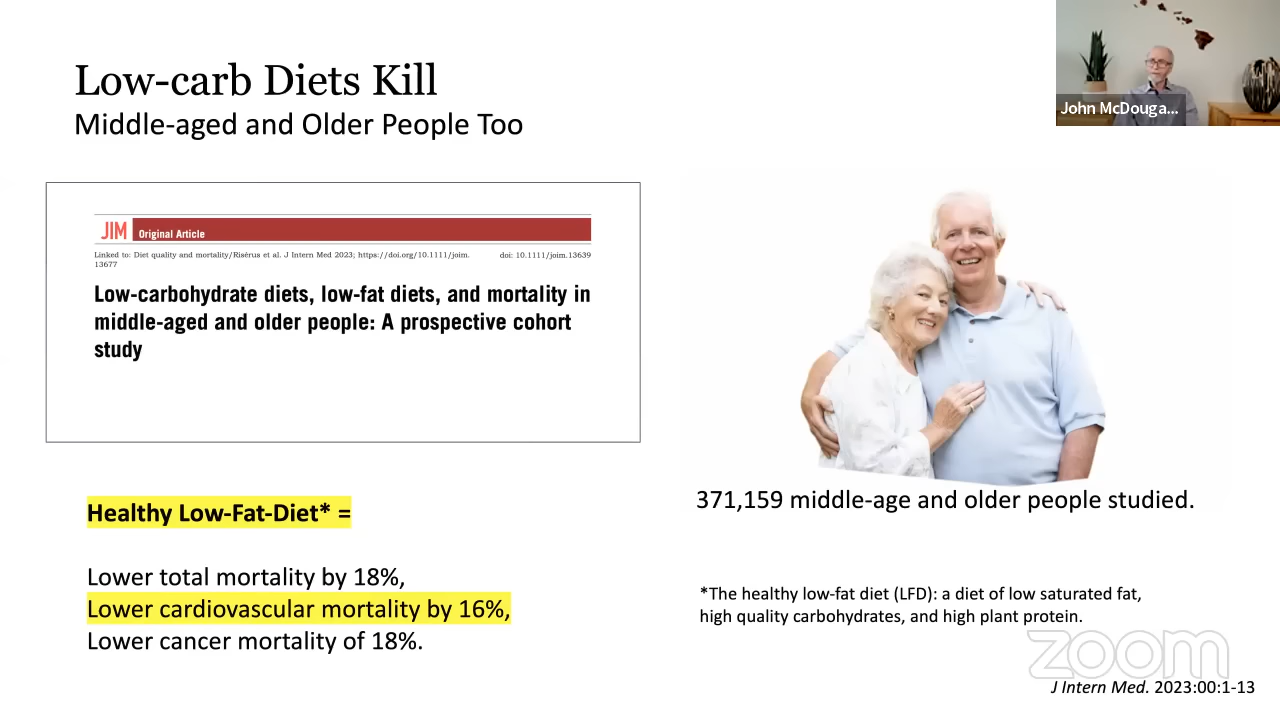 Low-carb Diets Kill
Middle-aged and Older People Too
John McDouga...
JIM Original Article
Linked to: Diet quality and mortality/Risérus et al. J Intern Med 2023; https://doi.org/10.1111/joim.
13677
doi: 10.1111/joim.13639
Low-carbohydrate diets, low-fat diets, and mortality in
middle-aged and older people: A prospective cohort
study
371,159 middle-age and older people studied.
Healthy Low-Fat-Diet* =
Lower total mortality by 18%,
Lower cardiovascular mortality by 16%,
Lower cancer mortality of 18%.
*The healthy low-fat diet (LFD): a diet of low saturated fat,
high quality carbohydrates, and high plant protein.
zoom
J Intern Med. 2023:00:1-13